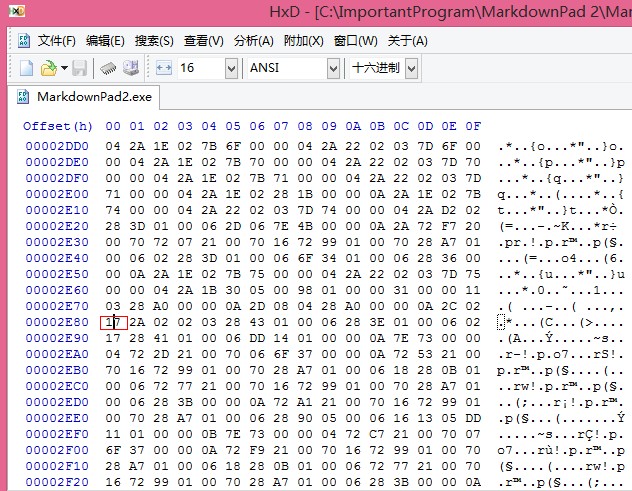 HxD - [C:\ImportantProgram\MarkdownPad 2\Mar
文件(F) 编辑(E) 搜索(S) 查看(V) 分析(A) 附加(X) 窗口(W) 关于(A)
16 ANSI 十六进制
MarkdownPad2.exe
Offset(h) 00 01 02 03 04 05 06 07 08 09 0A 0B 0C 0D 0E 0F
00002DD0 04 2A 1E 02 7B 6F 00 00 04 2A 22 02 03 7D 6F 00 .*..{o...*"..}o.
00002DE0 00 04 2A 1E 02 7B 70 00 00 04 2A 22 02 03 7D 70 ..*..{p...*"..}p
00002DF0 00 00 04 2A 1E 02 7B 71 00 00 04 2A 22 02 03 7D ...*..{q...*"..}
00002E00 71 00 00 04 2A 1E 02 28 1B 00 00 0A 2A 1E 02 7B q...*..(....*..{
00002E10 74 00 00 04 2A 22 02 03 7D 74 00 00 04 2A D2 02 t...*"..}t...*Ò.
00002E20 28 3D 01 00 06 2D 06 7E 4B 00 00 0A 2A 72 F7 20 (=...-.~K...*r÷
00002E30 00 70 72 07 21 00 70 16 72 99 01 00 70 28 A7 01 .pr.!.p.r™..p(§.
00002E40 00 06 02 28 3D 01 00 06 6F 34 01 00 06 28 36 00 ...(=...o4...(6.
00002E50 00 0A 2A 1E 02 7B 75 00 00 04 2A 22 02 03 7D 75 ..*..{u...*"..}u
00002E60 00 00 04 2A 1B 30 05 00 98 01 00 00 31 00 00 11 ...*.0..˜...1...
00002E70 03 28 A0 00 00 0A 2D 08 04 28 A0 00 00 0A 2C 02 .( ...-..( ...,.
00002E80 17 2A 02 02 03 28 43 01 00 06 28 3E 01 00 06 02 .*...(C...(>....
00002E90 17 28 41 01 00 06 DD 14 01 00 00 0A 7E 73 00 00 .(A...Ý.....~s..
00002EA0 04 72 2D 21 00 70 06 6F 37 00 00 0A 72 53 21 00 .r-!.p.o7...rS!.
00002EB0 70 16 72 99 01 00 70 28 A7 01 00 06 18 28 0B 01 p.r™..p(§....(..
00002EC0 00 06 72 77 21 00 70 16 72 99 01 00 70 28 A7 01 ..rw!.p.r™..p(§.
00002ED0 00 06 28 3B 00 00 0A 72 A1 21 00 70 16 72 99 01 ..(;...r¡!.p.r™.
00002EE0 00 70 28 A7 01 00 06 28 90 05 00 06 16 13 05 DD .p(§...(.......Ý
00002EF0 11 01 00 00 0B 7E 73 00 00 04 72 C7 21 00 70 07 .....~s...rÇ!.p.
00002F00 6F 37 00 00 0A 72 F9 21 00 70 16 72 99 01 00 70 o7...rù!.p.r™..p
00002F10 28 A7 01 00 06 18 28 0B 01 00 06 72 77 21 00 70 (§....(....rw!.p
00002F20 16 72 99 01 00 70 28 A7 01 00 06 28 3B 00 00 0A .r™..p(§...(;...